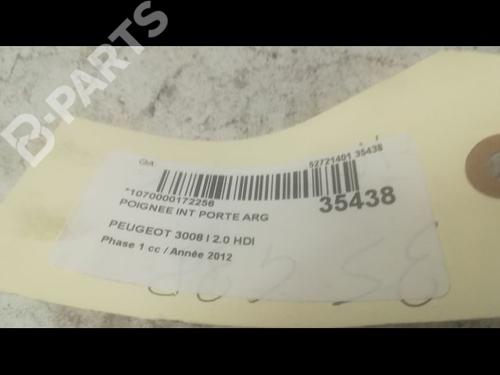 B-PARTS
QIA:
52721401 35438
*1070000172256
35438
POIGNEE INT PORTE ARG
PEUGEOT 3008 I 2.0 HDI
Phase 1 cc / Année 2012